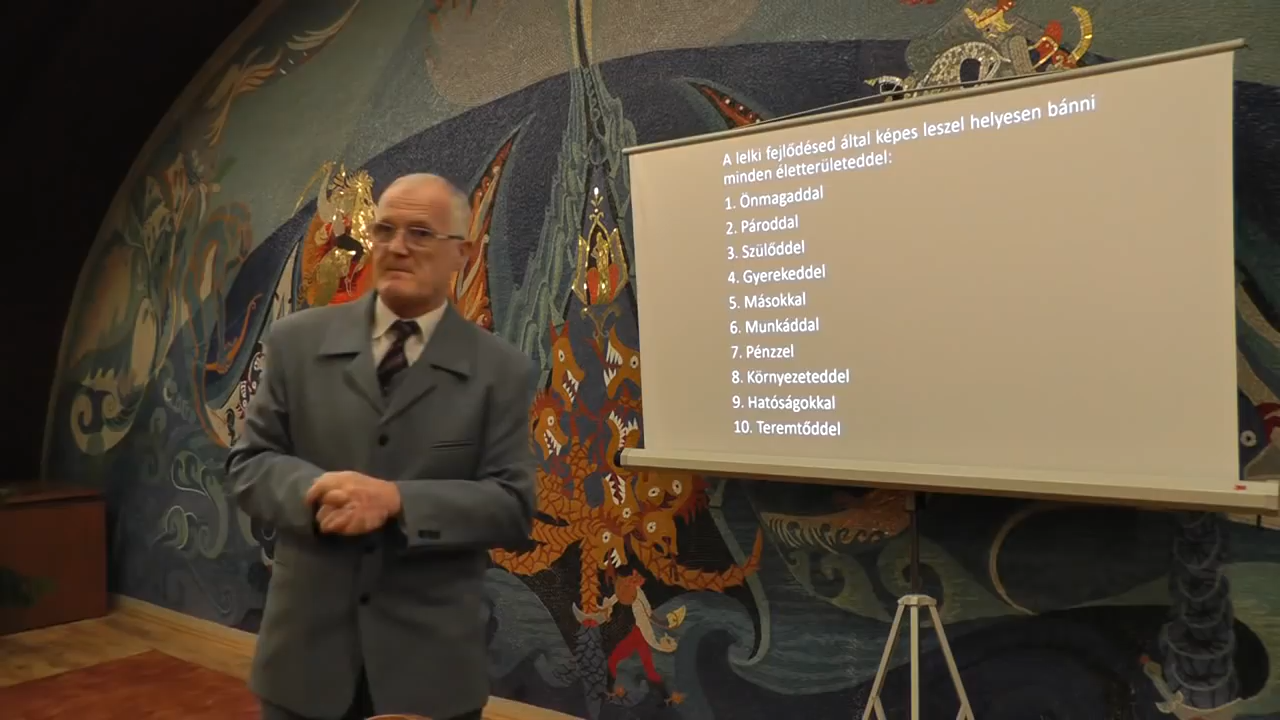 A lelki fejlődésed által képes leszel helyesen bánni
minden életterületeddel:
1. Önmagaddal
2. Pároddal
3. Szülőddel
4. Gyerekeddel
5. Másokkal
6. Munkáddal
7. Pénzzel
8. Környezeteddel
9. Hatóságokkal
10. Teremtőddel